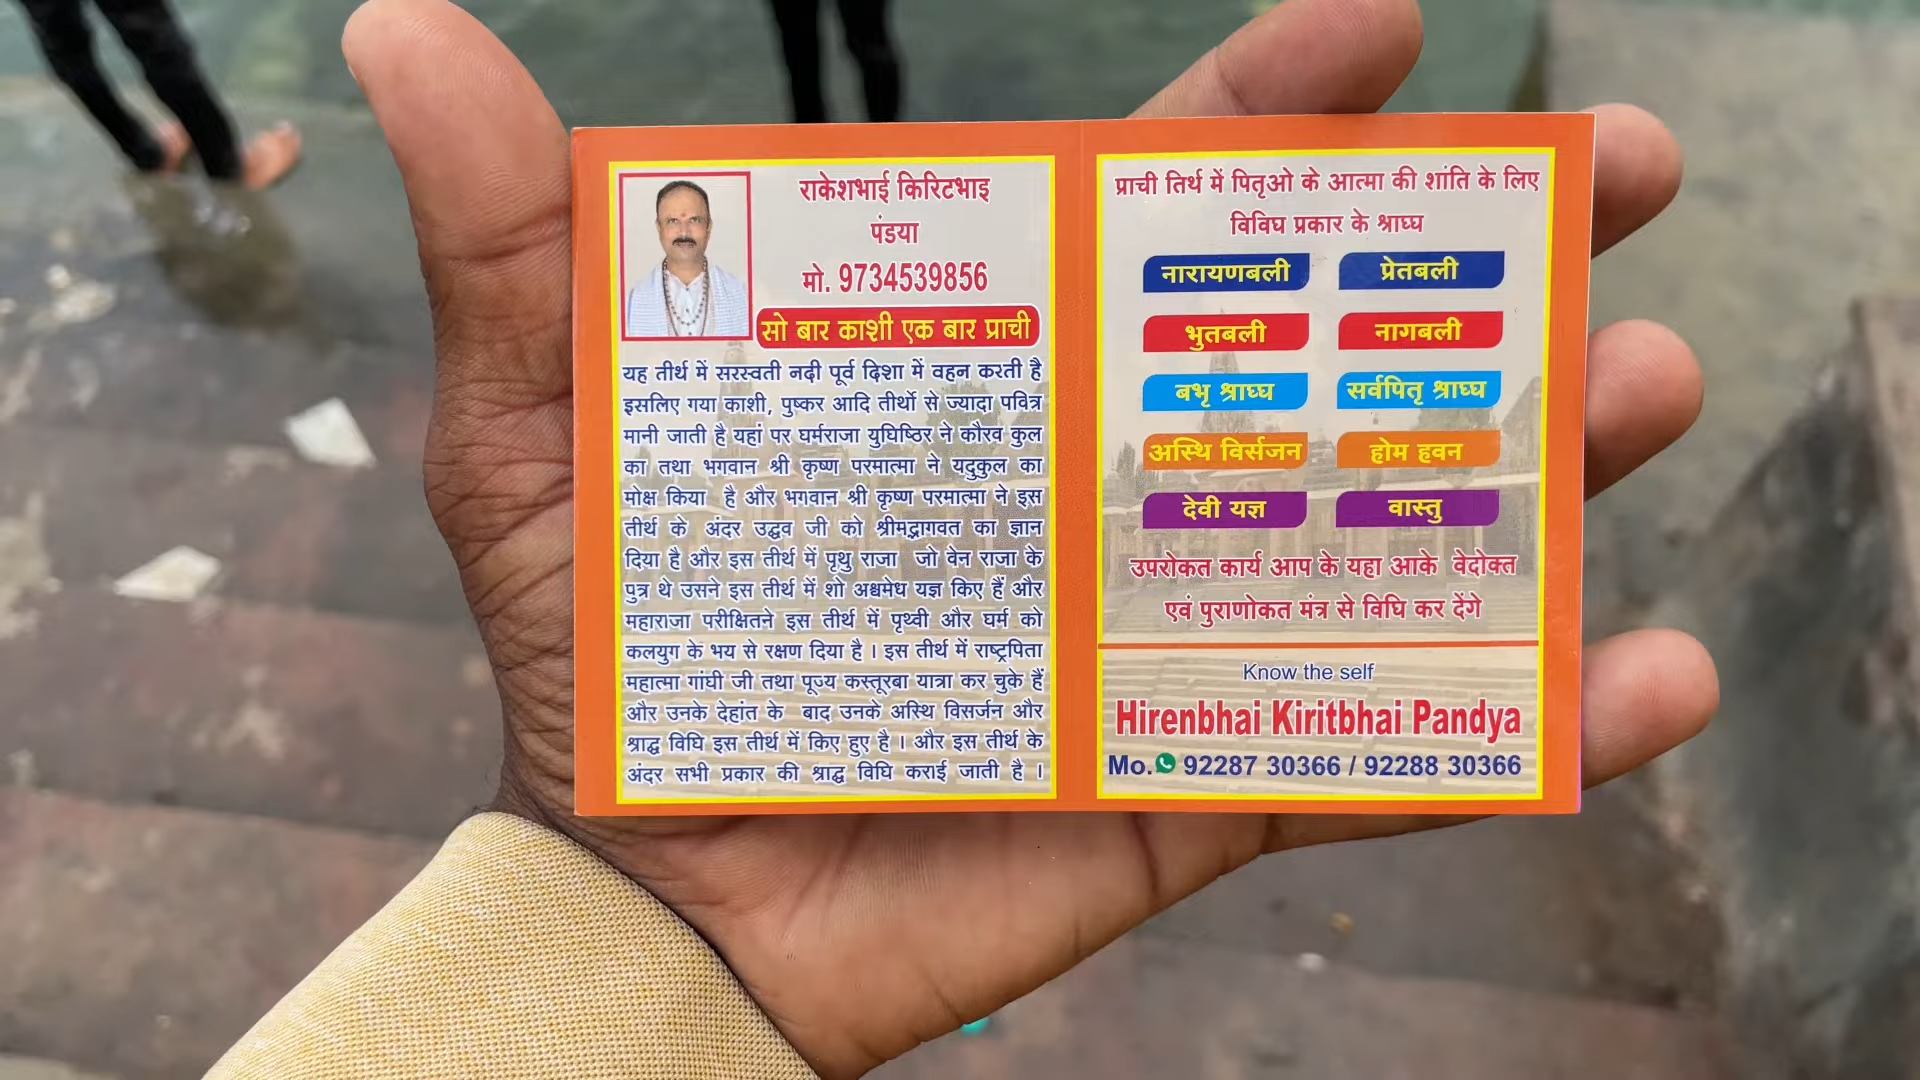 राकेशभाई किरिटभाइ
पंडया
मो. 9734539856
सो बार काशी एक बार प्राची
यह तीर्थ में सरस्वती नदी पूर्व दिशा में वहन करती है
इसलिए गया काशी, पुष्कर आदि तीर्थो से ज्यादा पवित्र
मानी जाती है यहां पर घर्मराजा युघिष्ठिर ने कौरव कुल
का तथा भगवान श्री कृष्ण परमात्मा ने यदुकुल का
मोक्ष किया है और भगवान श्री कृष्ण परमात्मा ने इस
तीर्थ के अंदर उद्धव जी को श्रीमद्भागवत का ज्ञान
दिया है और इस तीर्थ में पृथु राजा जो वेन राजा के
पुत्र थे उसने इस तीर्थ में शो अश्वमेध यज्ञ किए हैं और
महाराजा परीक्षितने इस तीर्थ में पृथ्वी और घर्म को
कलयुग के भय से रक्षण दिया है । इस तीर्थ में राष्ट्रपिता
महात्मा गांघी जी तथा पूज्य कस्तूरबा यात्रा कर चुके हैं
और उनके देहांत के बाद उनके अस्थि विसर्जन और
श्राद्ध विघि इस तीर्थ में किए हुए है । और इस तीर्थ के
अंदर सभी प्रकार की श्राद्ध विघि कराई जाती है ।
प्राची तिर्थ में पितृओ के आत्मा की शांति के लिए
विविघ प्रकार के श्राघ्घ
नारायणबली प्रेतबली
भुतबली नागबली
बभृ श्राघ्घ सर्वपितृ श्राघ्घ
अस्थि विर्सजन होम हवन
देवी यज्ञ वास्तु
उपरोकत कार्य आप के यहा आके वेदोक्त
एवं पुराणोकत मंत्र से विघि कर देंगे
Know the self
Hirenbhai Kiritbhai Pandya
Mo. 92287 30366 / 92288 30366